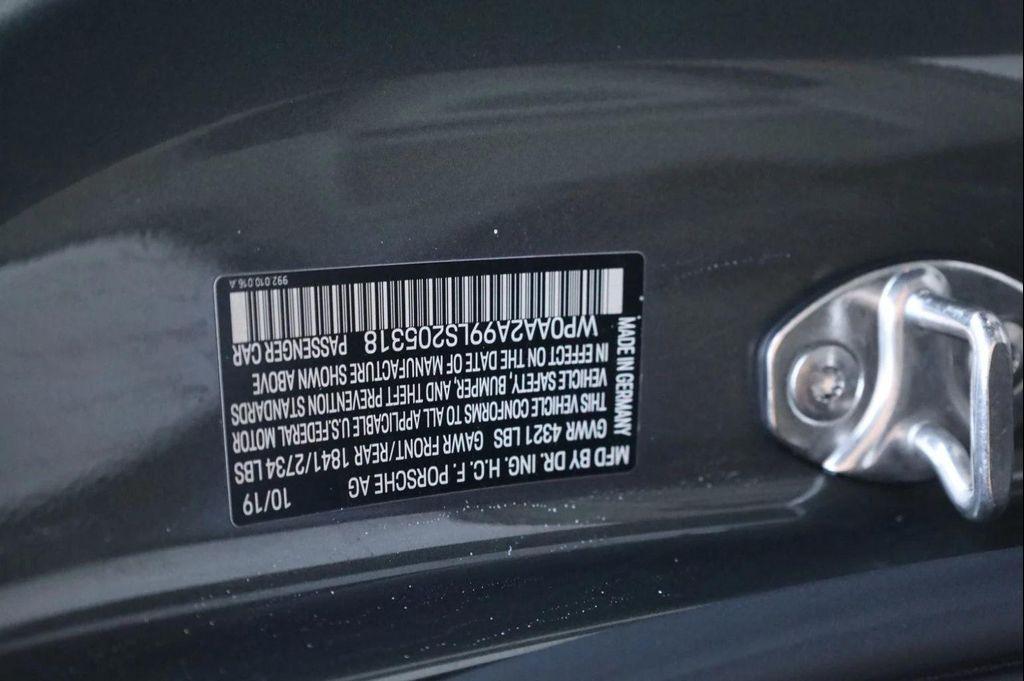 MFD BY DR. ING. H.C. F. PORSCHE AG 10/19
GVWR 4321 LBS GAWR FRONT/REAR 1841/2734 LBS
THIS VEHICLE CONFORMS TO ALL APPLICABLE U.S.FEDERAL MOTOR
VEHICLE SAFETY, BUMPER, AND THEFT PREVENTION STANDARDS
IN EFFECT ON THE DATE OF MANUFACTURE SHOWN ABOVE
MADE IN GERMANY
WP0AA2A99LS205318 PASSENGER CAR
992.010.016.A